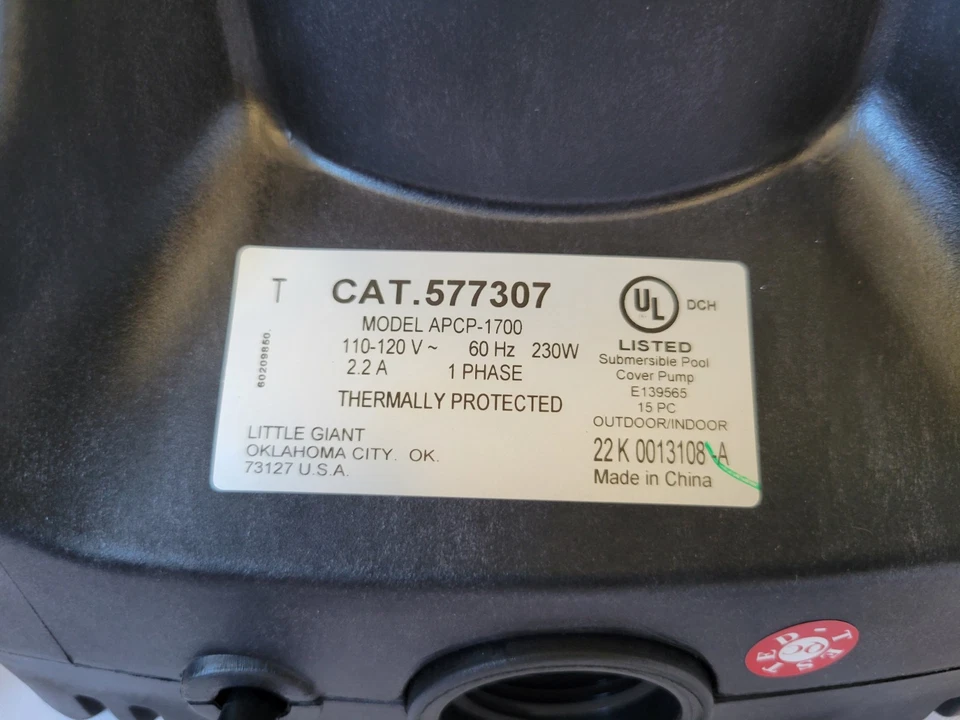 T
CAT.577307
MODEL APCP-1700
110-120 V ~ 60 Hz 230W
2.2 A 1 PHASE
THERMALLY PROTECTED
LITTLE GIANT
OKLAHOMA CITY. OK.
73127 U.S.A.
60209850.
UL
DCH
LISTED
Submersible Pool
Cover Pump
E139565
15 PC
OUTDOOR/INDOOR
22 K 0013108-A
Made in China
TESTED
QC